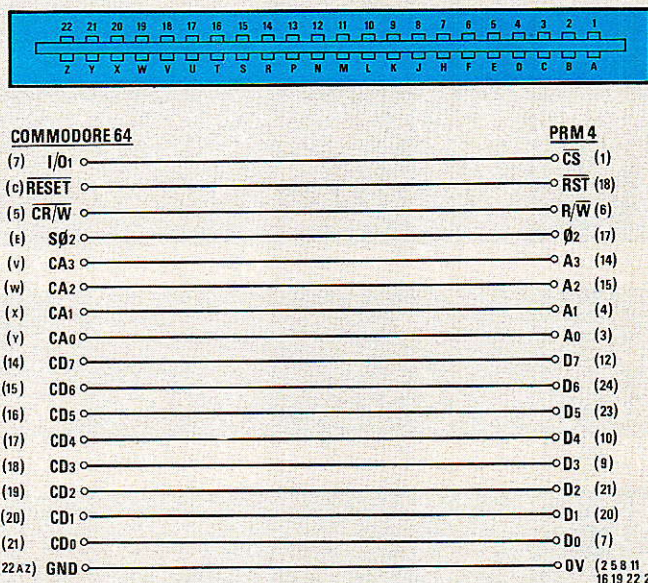 22 21 20 19 18 17 16 15 14 13 12 11 10 9 8 7 6 5 4 3 2 1
Z Y X W V U T S R P N M L K J H F E D C B A
COMMODORE 64 PRM 4
(7) I/O1 CS (1)
(C) RESET RST (18)
(5) CR/W R/W (6)
(E) SØ2 Ø2 (17)
(V) CA3 A3 (14)
(W) CA2 A2 (15)
(X) CA1 A1 (4)
(Y) CA0 A0 (3)
(14) CD7 D7 (12)
(15) CD6 D6 (24)
(16) CD5 D5 (23)
(17) CD4 D4 (10)
(18) CD3 D3 (9)
(19) CD2 D2 (21)
(20) CD1 D1 (20)
(21) CD0 D0 (7)
22AZ) GND 0V (2 5 8 11
16 19 22